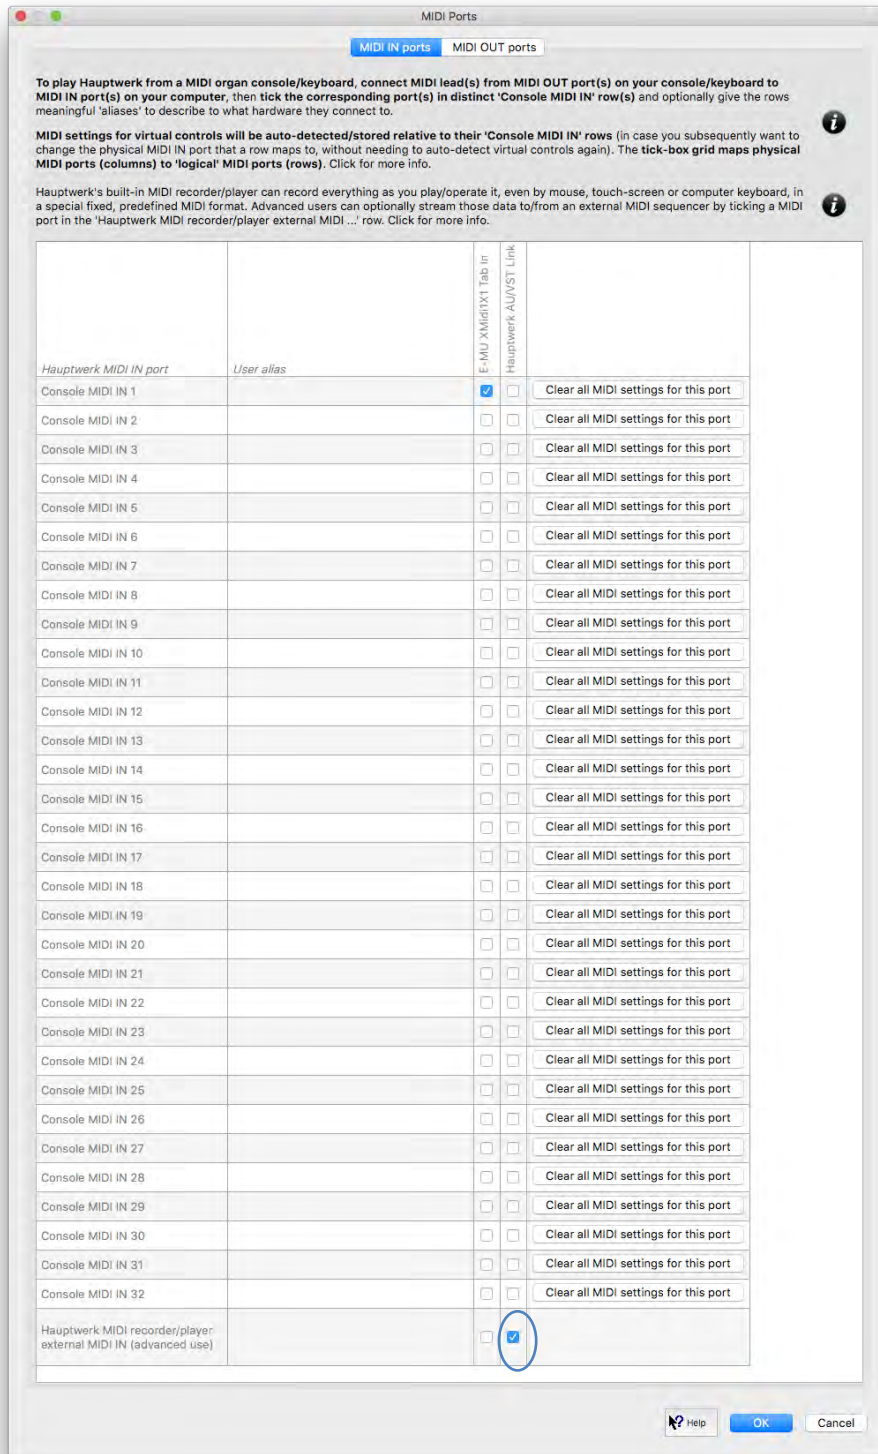 MIDI Ports
MIDI IN ports MIDI OUT ports
To play Hauptwerk from a MIDI organ console/keyboard, connect MIDI lead(s) from MIDI OUT port(s) on your console/keyboard to
MIDI IN port(s) on your computer, then tick the corresponding port(s) in distinct 'Console MIDI IN' row(s) and optionally give the rows
meaningful 'aliases' to describe to what hardware they connect to.
MIDI settings for virtual controls will be auto-detected/stored relative to their 'Console MIDI IN' rows (in case you subsequently want to
change the physical MIDI IN port that a row maps to, without needing to auto-detect virtual controls again). The tick-box grid maps physical
MIDI ports (columns) to 'logical' MIDI ports (rows). Click for more info.
Hauptwerk's built-in MIDI recorder/player can record everything as you play/operate it, even by mouse, touch-screen or computer keyboard, in
a special fixed, predefined MIDI format. Advanced users can optionally stream those data to/from an external MIDI sequencer by ticking a MIDI
port in the 'Hauptwerk MIDI recorder/player external MIDI ...' row. Click for more info.
Hauptwerk MIDI IN port User alias E-MU XMidi1X1 Tab In Hauptwerk AU/VST Link
Console MIDI IN 1 Clear all MIDI settings for this port
Console MIDI IN 2 Clear all MIDI settings for this port
Console MIDI IN 3 Clear all MIDI settings for this port
Console MIDI IN 4 Clear all MIDI settings for this port
Console MIDI IN 5 Clear all MIDI settings for this port
Console MIDI IN 6 Clear all MIDI settings for this port
Console MIDI IN 7 Clear all MIDI settings for this port
Console MIDI IN 8 Clear all MIDI settings for this port
Console MIDI IN 9 Clear all MIDI settings for this port
Console MIDI IN 10 Clear all MIDI settings for this port
Console MIDI IN 11 Clear all MIDI settings for this port
Console MIDI IN 12 Clear all MIDI settings for this port
Console MIDI IN 13 Clear all MIDI settings for this port
Console MIDI IN 14 Clear all MIDI settings for this port
Console MIDI IN 15 Clear all MIDI settings for this port
Console MIDI IN 16 Clear all MIDI settings for this port
Console MIDI IN 17 Clear all MIDI settings for this port
Console MIDI IN 18 Clear all MIDI settings for this port
Console MIDI IN 19 Clear all MIDI settings for this port
Console MIDI IN 20 Clear all MIDI settings for this port
Console MIDI IN 21 Clear all MIDI settings for this port
Console MIDI IN 22 Clear all MIDI settings for this port
Console MIDI IN 23 Clear all MIDI settings for this port
Console MIDI IN 24 Clear all MIDI settings for this port
Console MIDI IN 25 Clear all MIDI settings for this port
Console MIDI IN 26 Clear all MIDI settings for this port
Console MIDI IN 27 Clear all MIDI settings for this port
Console MIDI IN 28 Clear all MIDI settings for this port
Console MIDI IN 29 Clear all MIDI settings for this port
Console MIDI IN 30 Clear all MIDI settings for this port
Console MIDI IN 31 Clear all MIDI settings for this port
Console MIDI IN 32 Clear all MIDI settings for this port
Hauptwerk MIDI recorder/player
external MIDI IN (advanced use)
Help OK Cancel